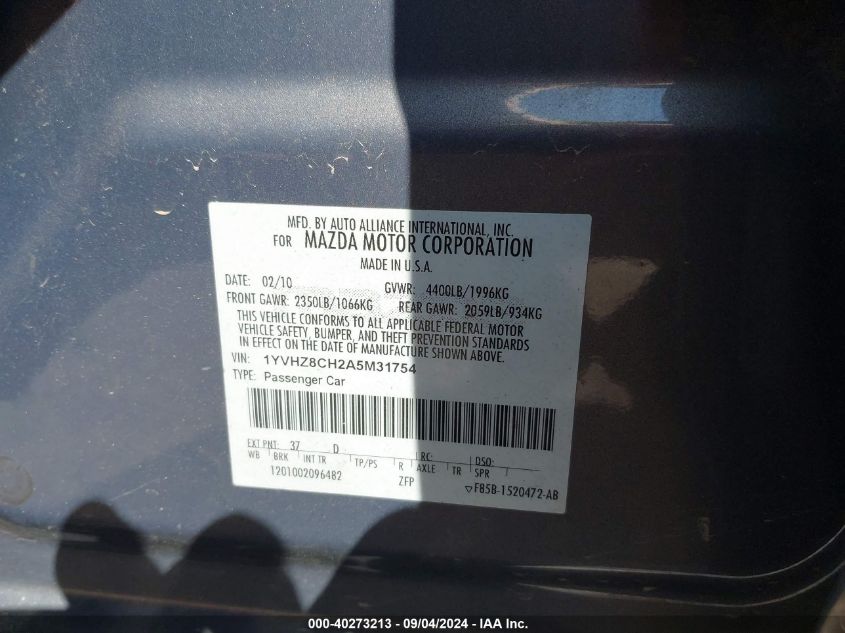 MFD. BY AUTO ALLIANCE INTERNATIONAL, INC.
FOR MAZDA MOTOR CORPORATION
MADE IN U.S.A.
DATE: 02/10 GVWR: 4400LB/1996KG
FRONT GAWR: 2350LB/1066KG REAR GAWR: 2059LB/934KG
THIS VEHICLE CONFORMS TO ALL APPLICABLE FEDERAL MOTOR
VEHICLE SAFETY, BUMPER, AND THEFT PREVENTION STANDARDS
IN EFFECT ON THE DATE OF MANUFACTURE SHOWN ABOVE.
VIN: 1YVHZ8CH2A5M31754
TYPE: Passenger Car
EXT PNT: 37 D RC: DSO:
WB BRK INT TR TP/PS R AXLE TR SPR
1201002096482 ZFP ▽F85B-1520472-AB
000-40273213 - 09/04/2024 - IAA Inc.